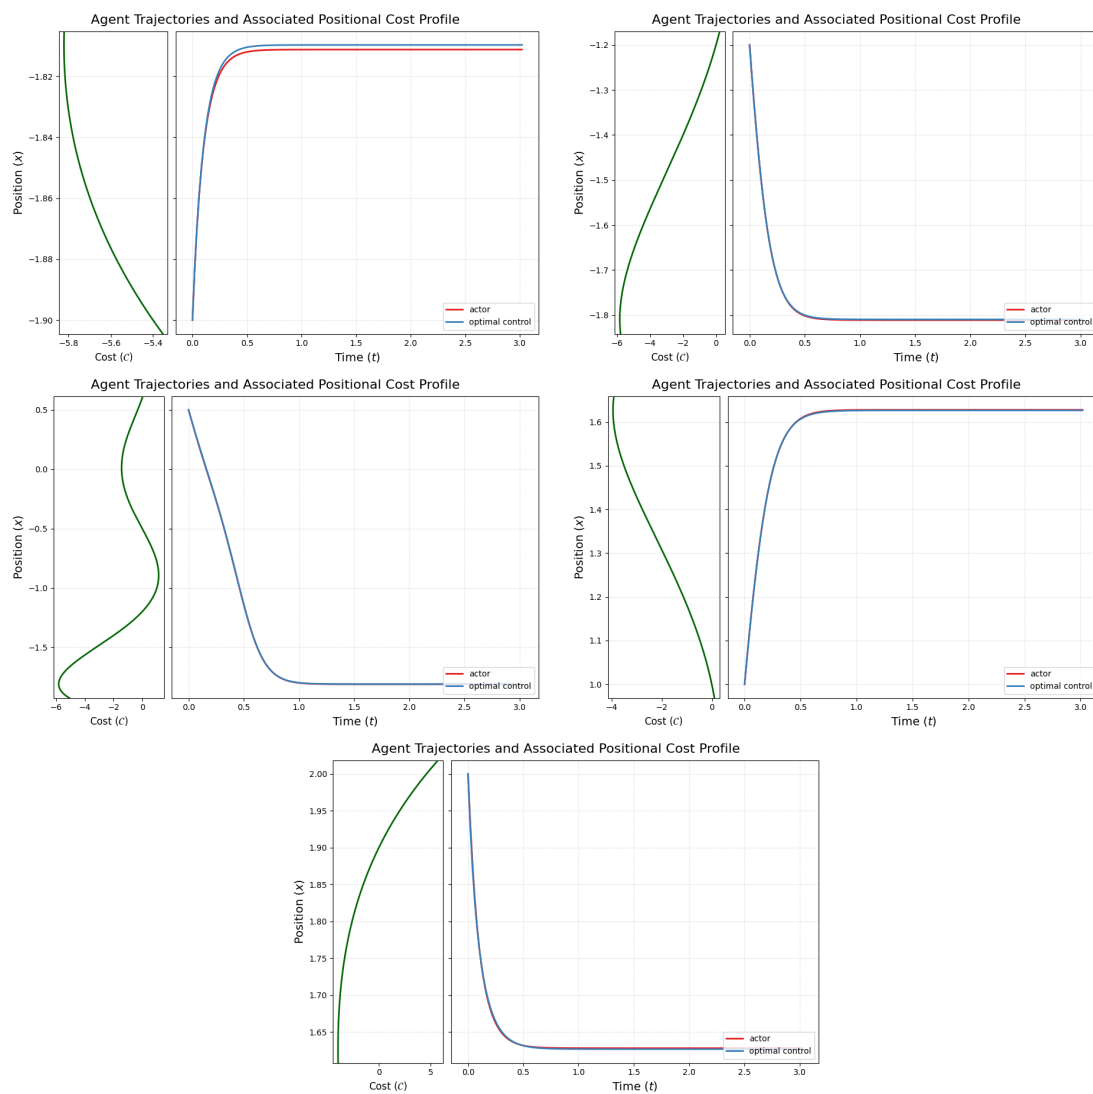 Agent Trajectories and Associated Positional Cost Profile
Position (x)
−1.82
−1.84
−1.86
−1.88
−1.90
−5.8 −5.6 −5.4
Cost (C)
0.0 0.5 1.0 1.5 2.0 2.5 3.0
Time (t)
actor
optimal control
Agent Trajectories and Associated Positional Cost Profile
Position (x)
−1.2
−1.3
−1.4
−1.5
−1.6
−1.7
−1.8
−6 −4 −2 0
Cost (C)
0.0 0.5 1.0 1.5 2.0 2.5 3.0
Time (t)
actor
optimal control
Agent Trajectories and Associated Positional Cost Profile
Position (x)
0.5
0.0
−0.5
−1.0
−1.5
−6 −4 −2 0
Cost (C)
0.0 0.5 1.0 1.5 2.0 2.5 3.0
Time (t)
actor
optimal control
Agent Trajectories and Associated Positional Cost Profile
Position (x)
1.6
1.5
1.4
1.3
1.2
1.1
1.0
−4 −2 0
Cost (C)
0.0 0.5 1.0 1.5 2.0 2.5 3.0
Time (t)
actor
optimal control
Agent Trajectories and Associated Positional Cost Profile
Position (x)
2.00
1.95
1.90
1.85
1.80
1.75
1.70
1.65
0 5
Cost (C)
0.0 0.5 1.0 1.5 2.0 2.5 3.0
Time (t)
actor
optimal control